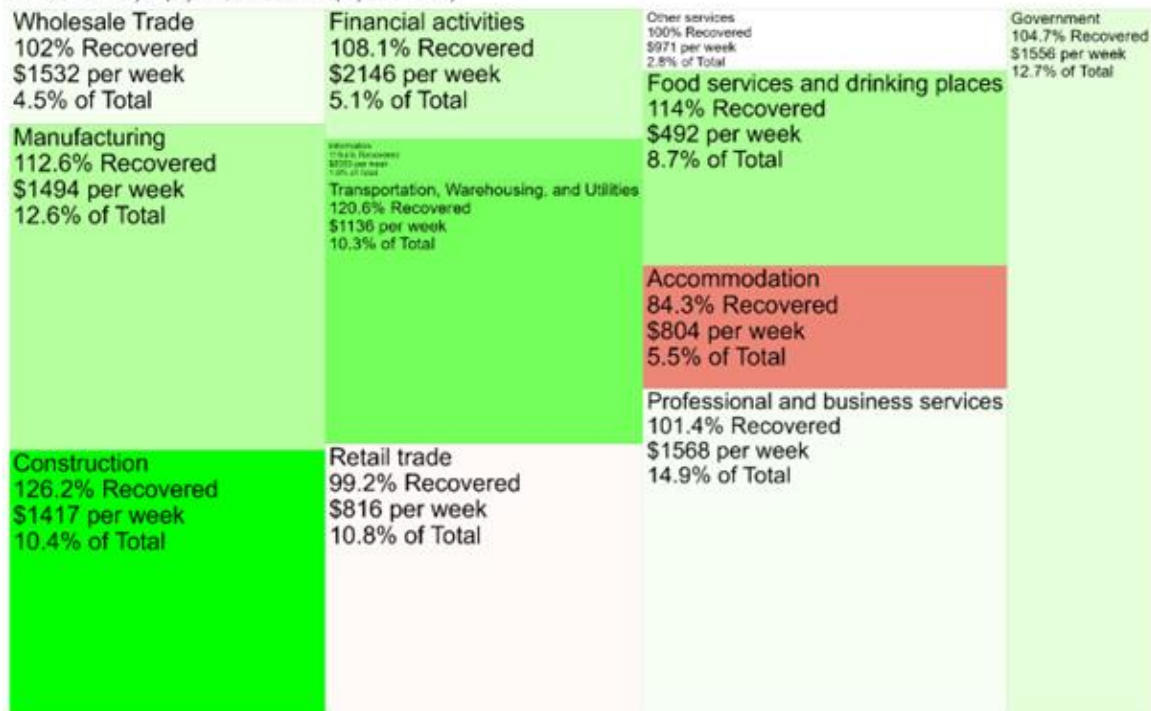 Wholesale Trade
102% Recovered
$1532 per week
4.5% of Total
Manufacturing
112.6% Recovered
$1494 per week
12.6% of Total
Construction
126.2% Recovered
$1417 per week
10.4% of Total
Financial activities
108.1% Recovered
$2146 per week
5.1% of Total
Information
Transportation, Warehousing, and Utilities
120.6% Recovered
$1136 per week
10.3% of Total
Retail trade
99.2% Recovered
$816 per week
10.8% of Total
Other services
100% Recovered
$971 per week
2.8% of Total
Food services and drinking places
114% Recovered
$492 per week
8.7% of Total
Accommodation
84.3% Recovered
$804 per week
5.5% of Total
Professional and business services
101.4% Recovered
$1568 per week
14.9% of Total
Government
104.7% Recovered
$1556 per week
12.7% of Total